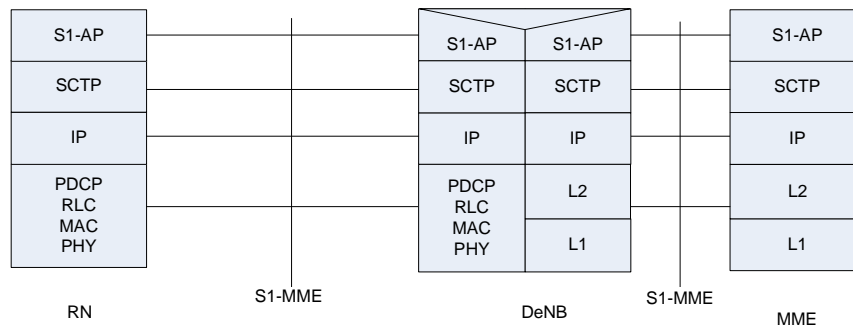 S1-AP
SCTP
IP
PDCP
RLC
MAC
PHY
RN
S1-MME
S1-AP S1-AP
SCTP SCTP
IP IP
PDCP
RLC
MAC
PHY
L2
L1
DeNB
S1-MME
S1-AP
SCTP
IP
L2
L1
MME